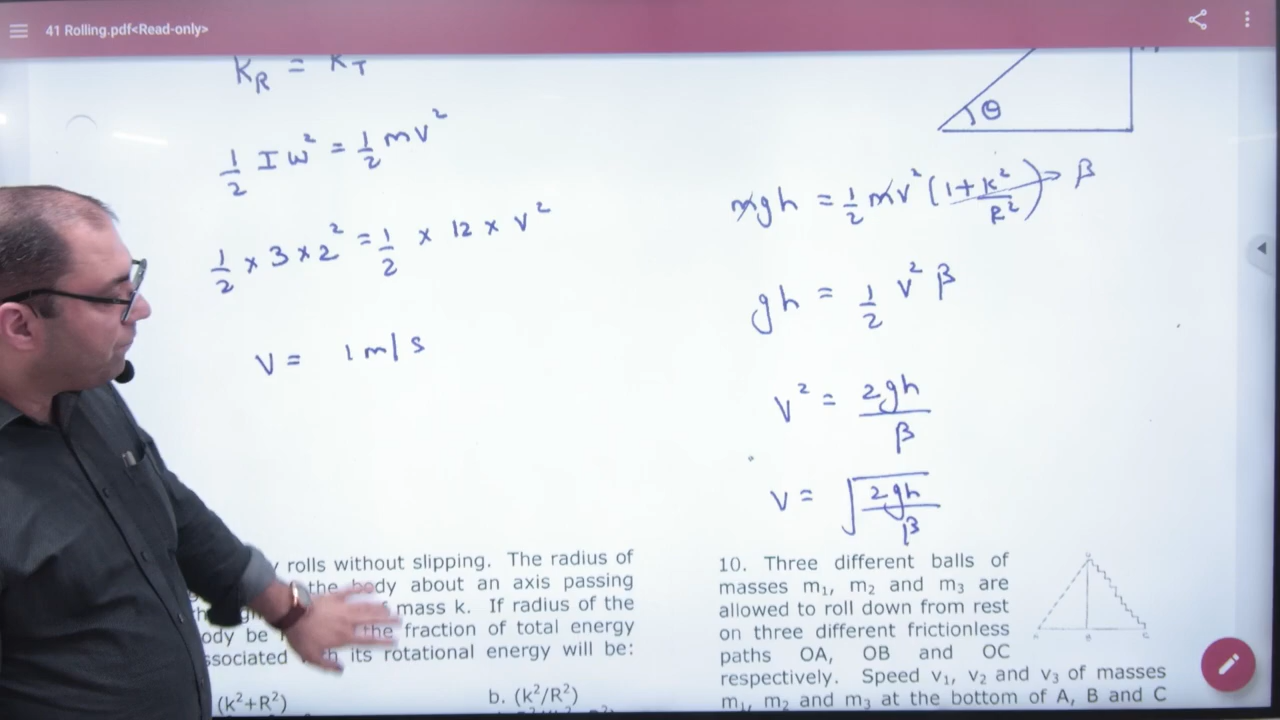 41 Rolling.pdf<Read-only>
K_R = K_T
1/2 I ω² = 1/2 mv²
1/2 × 3 × 2² = 1/2 × 12 × v²
v = 1 m/s
θ
mgh = 1/2 mv² (1 + k²/R²) → β
gh = 1/2 v² β
v² = 2gh/β
v = √(2gh/β)
rolls without slipping. The radius of
the body about an axis passing
mass k. If radius of the
ody be the fraction of total energy
ssociated its rotational energy will be:
(k²+R²)
b. (k²/R²)
10. Three different balls of
masses m₁, m₂ and m₃ are
allowed to roll down from rest
on three different frictionless
paths OA, OB and OC
respectively. Speed v₁, v₂ and v₃ of masses
m₁, m₂ and m₃ at the bottom of A, B and C